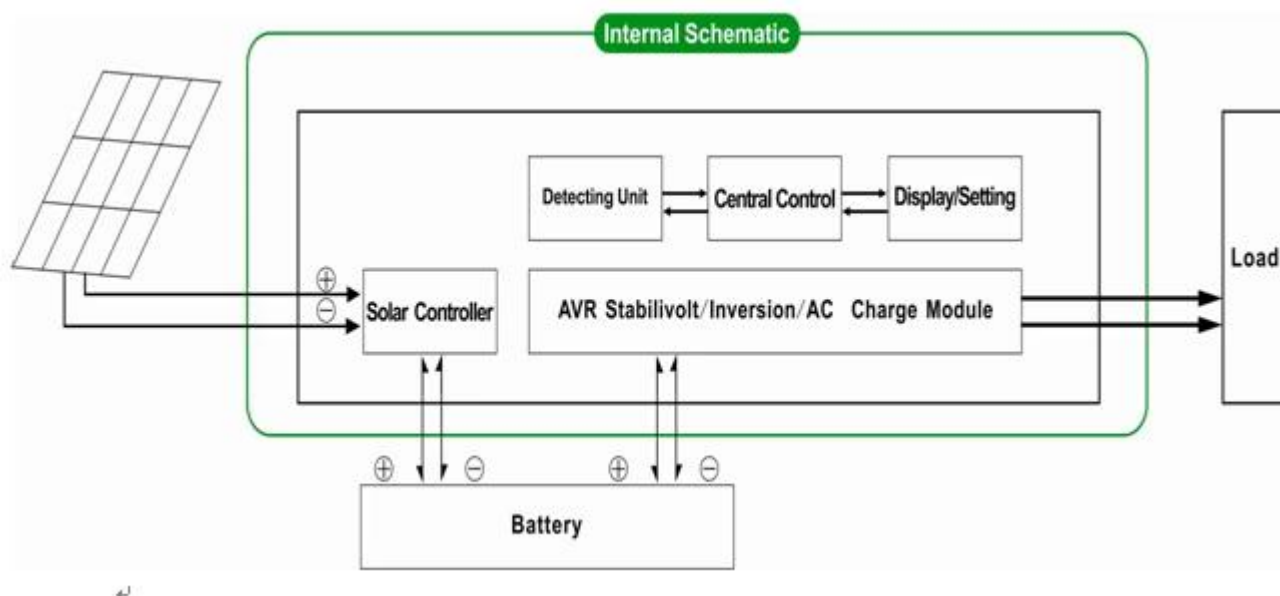 Internal Schematic
Detecting Unit
Central Control
Display/Setting
Load
⊕
⊖
Solar Controller
AVR Stabilivolt/Inversion/AC Charge Module
⊕ ⊖ ⊕ ⊖
Battery